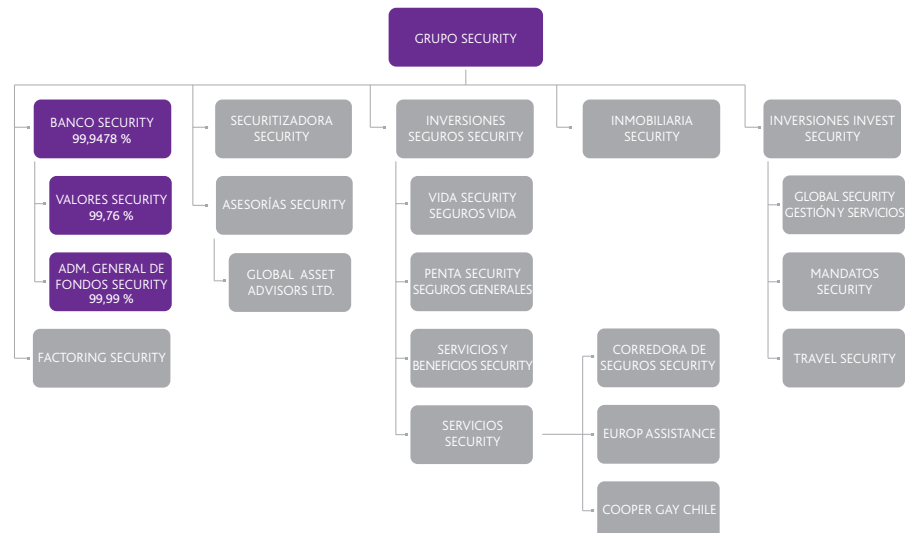 GRUPO SECURITY
BANCO SECURITY
99,9478 %
VALORES SECURITY
99,76 %
ADM. GENERAL DE
FONDOS SECURITY
99,99 %
FACTORING SECURITY
SECURITIZADORA
SECURITY
ASESORÍAS SECURITY
GLOBAL ASSET
ADVISORS LTD.
INVERSIONES
SEGUROS SECURITY
VIDA SECURITY
SEGUROS VIDA
PENTA SECURITY
SEGUROS GENERALES
SERVICIOS Y
BENEFICIOS SECURITY
SERVICIOS
SECURITY
CORREDORA DE
SEGUROS SECURITY
EUROP ASSISTANCE
COOPER GAY CHILE
INMOBILIARIA
SECURITY
INVERSIONES INVEST
SECURITY
GLOBAL SECURITY
GESTIÓN Y SERVICIOS
MANDATOS
SECURITY
TRAVEL SECURITY